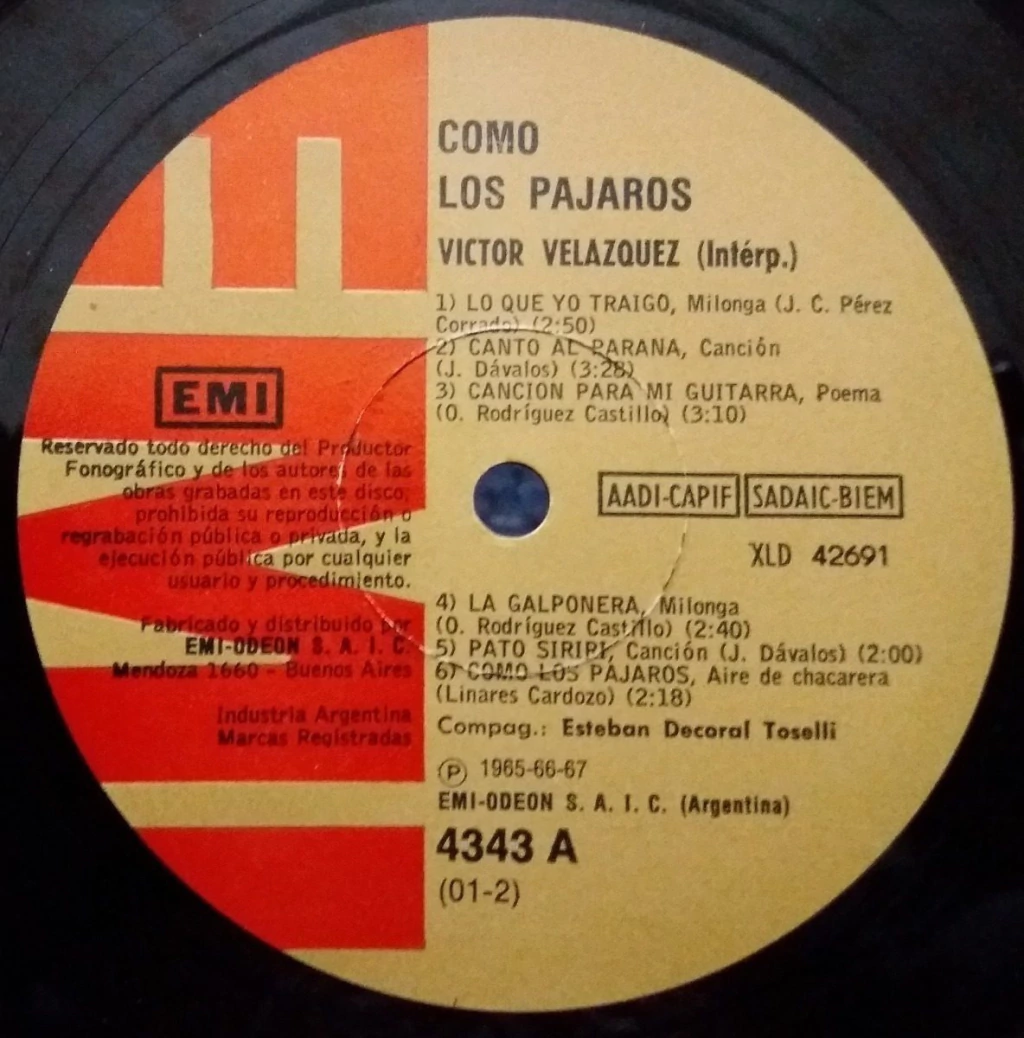 COMO
LOS PAJAROS
VICTOR VELAZQUEZ (Intérp.)
1) LO QUE YO TRAIGO, Milonga (J. C. Pérez
Corrado) (2:50)
2) CANTO AL PARANA, Canción
(J. Dávalos) (3:28)
3) CANCION PARA MI GUITARRA, Poema
(O. Rodríguez Castillo) (3:10)
EMI
Reservado todo derecho del Productor
Fonográfico y de los autores de las
obras grabadas en este disco,
prohibida su reproducción o
regrabación pública o privada, y la
ejecución pública por cualquier
usuario y procedimiento.
Fabricado y distribuido por
EMI-ODEON S. A. I. C.
Mendoza 1660 - Buenos Aires
Industria Argentina
Marcas Registradas
AADI-CAPIF SADAIC-BIEM
XLD 42691
4) LA GALPONERA, Milonga
(O. Rodríguez Castillo) (2:40)
5) PATO SIRIPI, Canción (J. Dávalos) (2:00)
6) COMO LOS PAJAROS, Aire de chacarera
(Linares Cardozo) (2:18)
Compag.: Esteban Decoral Toselli
Ⓟ 1965-66-67
EMI-ODEON S. A. I. C. (Argentina)
4343 A
(01-2)